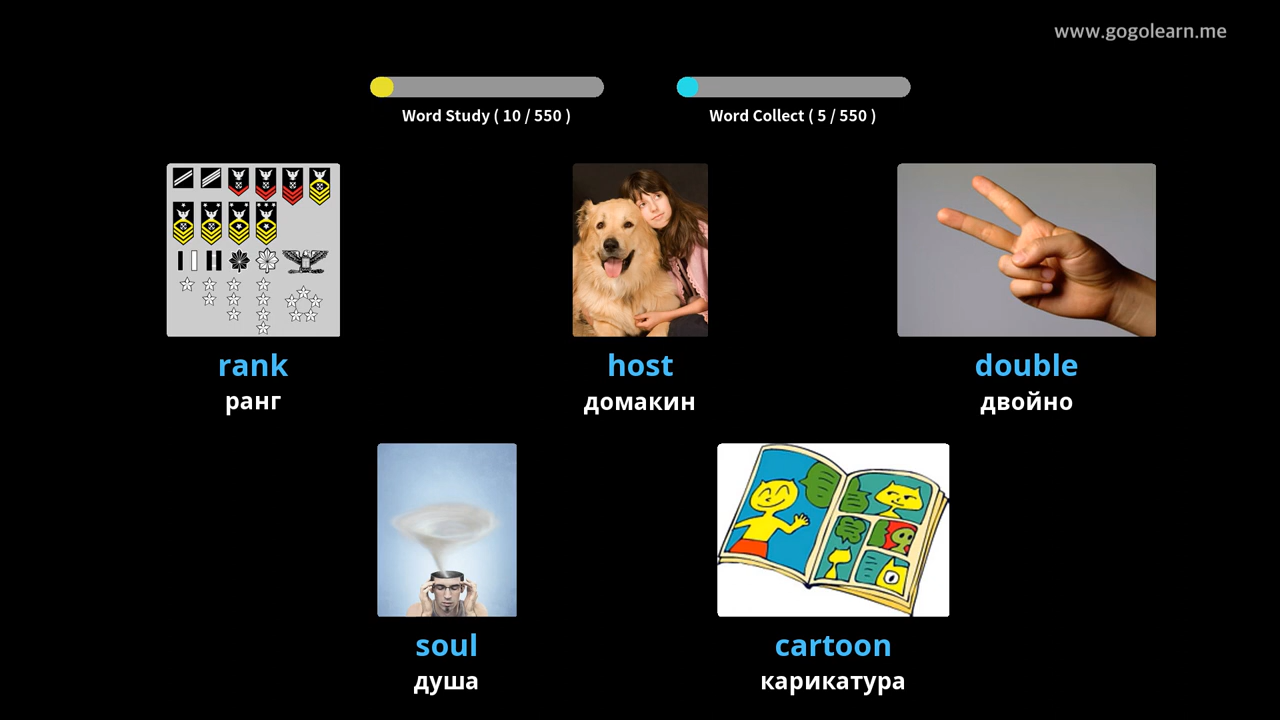 www.gogolearn.me
Word Study ( 10 / 550 )
Word Collect ( 5 / 550 )
rank
ранг
host
домакин
double
двойно
soul
душа
cartoon
карикатура